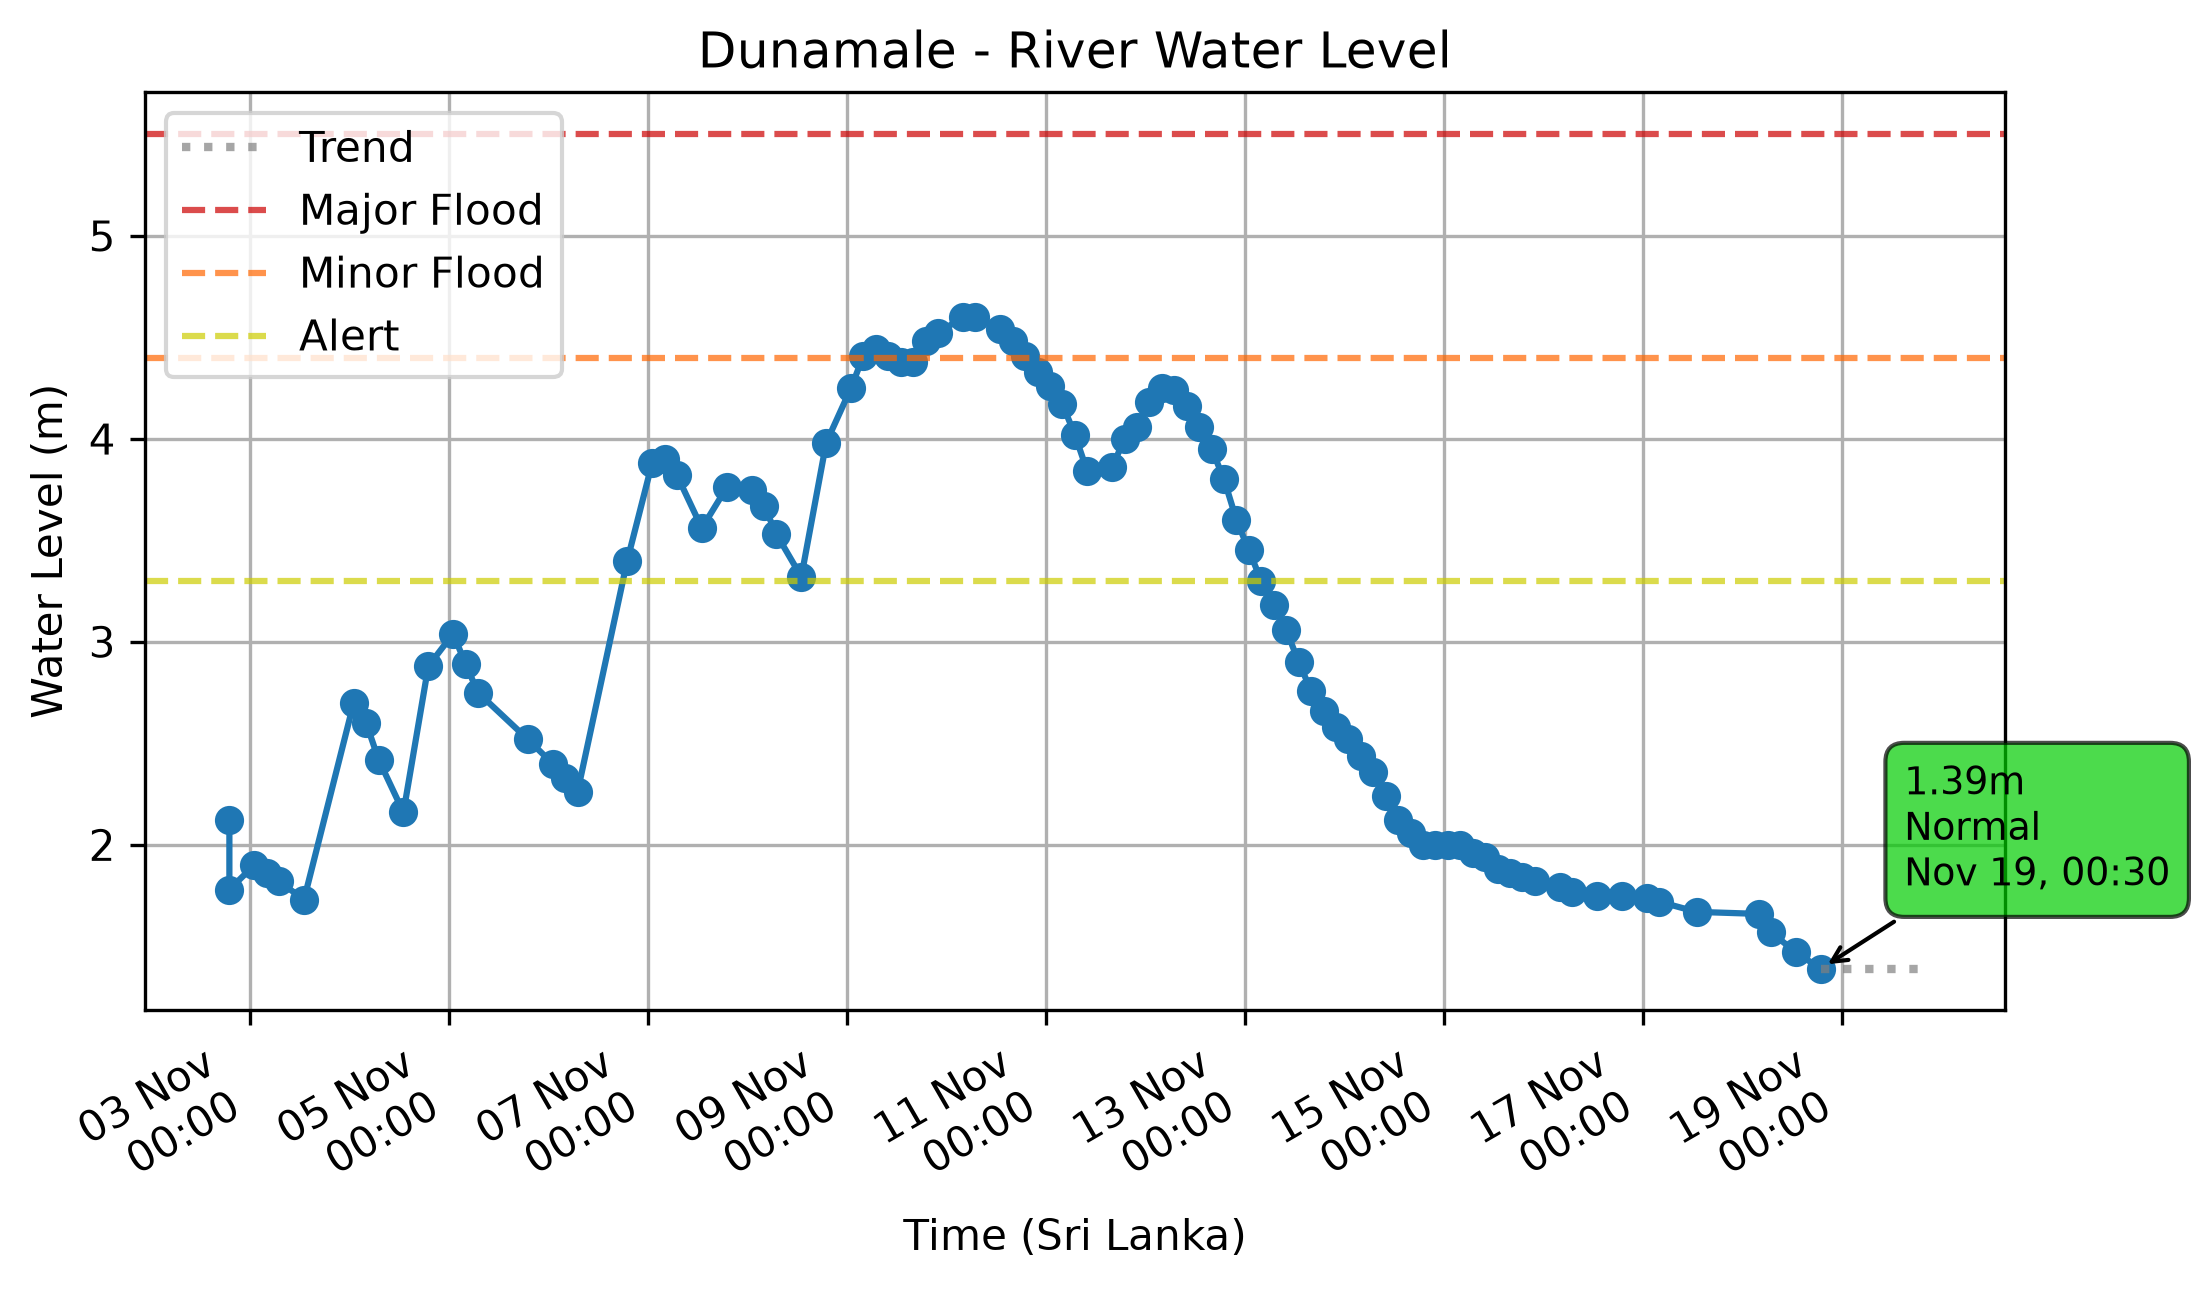 Dunamale - River Water Level
Trend
Major Flood
Minor Flood
Alert
Water Level (m)
5
4
3
2
1.39m
Normal
Nov 19, 00:30
03 Nov
00:00
05 Nov
00:00
07 Nov
00:00
09 Nov
00:00
11 Nov
00:00
13 Nov
00:00
15 Nov
00:00
17 Nov
00:00
19 Nov
00:00
Time (Sri Lanka)